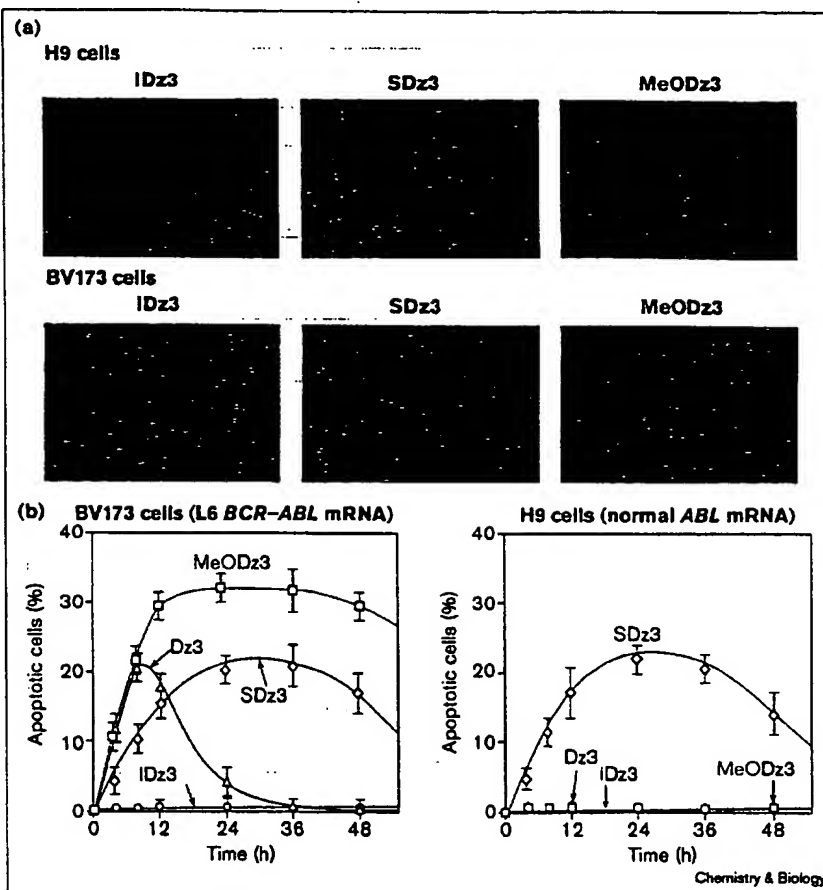 (a)
H9 cells
IDz3 SDz3 MeODz3
BV173 cells
IDz3 SDz3 MeODz3
(b) BV173 cells (L6 BCR–ABL mRNA) H9 cells (normal ABL mRNA)
Apoptotic cells (%)
40
30
20
10
0
MeODz3
Dz3
SDz3
IDz3
0 12 24 36 48
Time (h)
Apoptotic cells (%)
40
30
20
10
0
SDz3
Dz3
iDz3
MeODz3
0 12 24 36 48
Time (h)
Chemistry & Biology